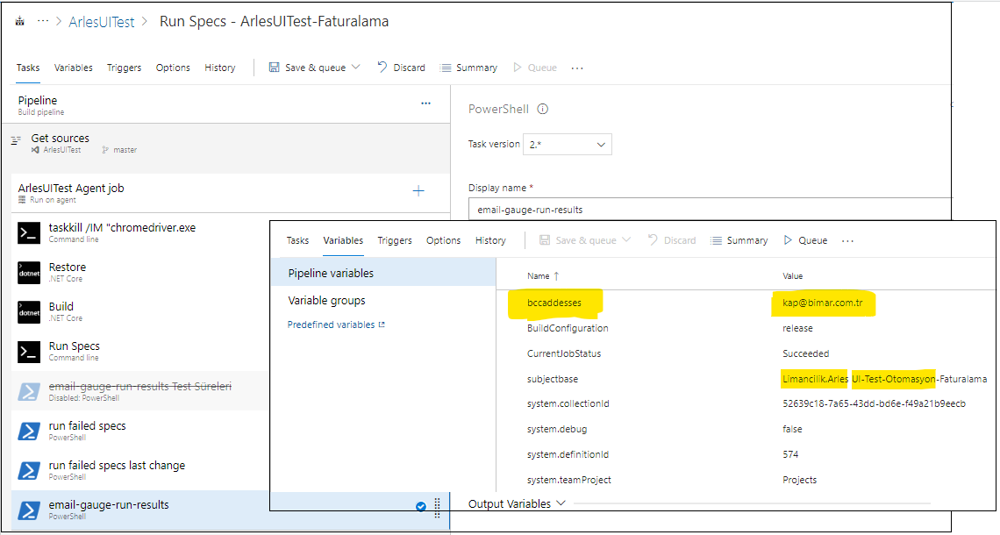 ··· > ArlesUITest > Run Specs - ArlesUITest-Faturalama
Tasks Variables Triggers Options History Save & queue Discard Summary Queue ···
Pipeline ···
Build pipeline
Get sources
ArlesUITest master
ArlesUITest Agent job
Run on agent
taskkill /IM "chromedriver.exe
Command line
dotnet Restore
.NET Core
dotnet Build
.NET Core
Run Specs
Command line
email-gauge-run-results Test Süreleri
Disabled: PowerShell
run failed specs
PowerShell
run failed specs last change
PowerShell
email-gauge-run-results
PowerShell
PowerShell
Task version 2.*
Display name *
email-gauge-run-results
Tasks Variables Triggers Options History Save & queue Discard Summary Queue ···
Pipeline variables
Variable groups
Predefined variables
Name ↑ Value
bccaddesses kap@bimar.com.tr
BuildConfiguration release
CurrentJobStatus Succeeded
subjectbase Limancilik.Arles UI-Test-Otomasyon-Faturalama
system.collectionId 52639c18-7a65-43dd-bd6e-f49a21b9eecb
system.debug false
system.definitionId 574
system.teamProject Projects
Output Variables